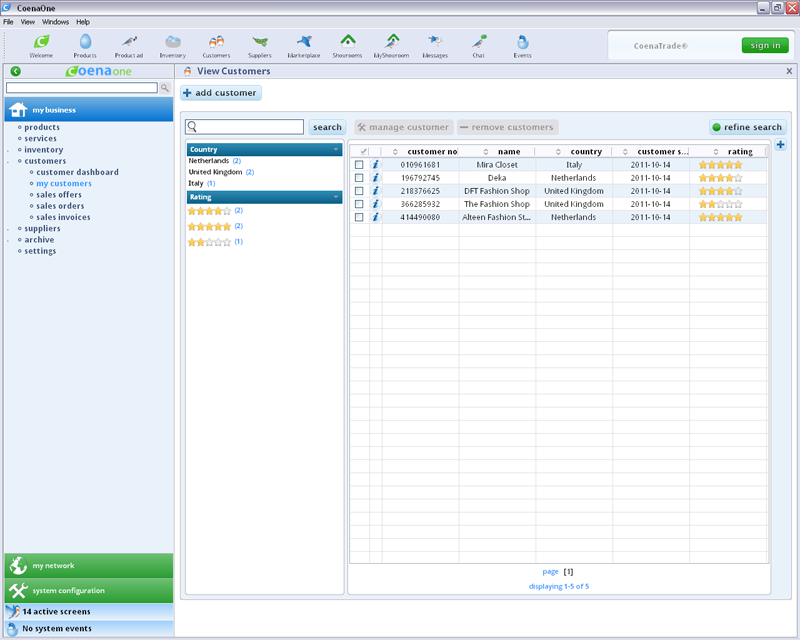 CoenaOne
File View Windows Help
Welcome Products Product ad Inventory Customers Suppliers Marketplace Showrooms MyShowroom Messages Chat Events
CoenaTrade®
sign in
Coenaone
View Customers
X
add customer
my business
products
services
inventory
customers
customer dashboard
my customers
sales offers
sales orders
sales invoices
suppliers
archive
settings
search
manage customer
remove customers
refine search
Country
Netherlands (2)
United Kingdom (2)
Italy (1)
Rating
(2)
(2)
(1)
customer no name country customer s... rating
010961681 Mira Closet Italy 2011-10-14
196792745 Deka Netherlands 2011-10-14
218376625 DFT Fashion Shop United Kingdom 2011-10-14
366285932 The Fashion Shop United Kingdom 2011-10-14
414490080 Alteen Fashion St... Netherlands 2011-10-14
page [1]
displaying 1-5 of 5
my network
system configuration
14 active screens
No system events